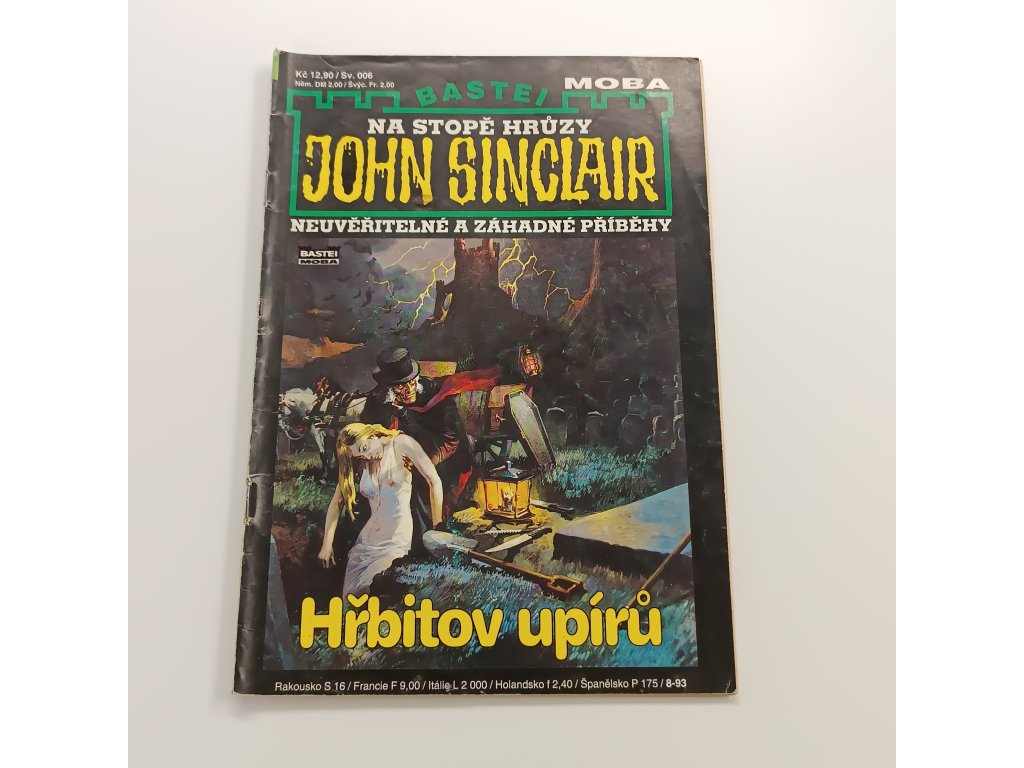 Kč 12,90 / Sv. 006
Něm. DM 2,00 / Švýc. Fr. 2.00
BASTEI
MOBA
NA STOPĚ HRŮZY
JOHN SINCLAIR
NEUVĚŘITELNÉ A ZÁHADNÉ PŘÍBĚHY
BASTEI
MOBA
Hřbitov upírů
Rakousko S 16 / Francie F 9,00 / Itálie L 2 000 / Holandsko f 2,40 / Španělsko P 175 / 8-93